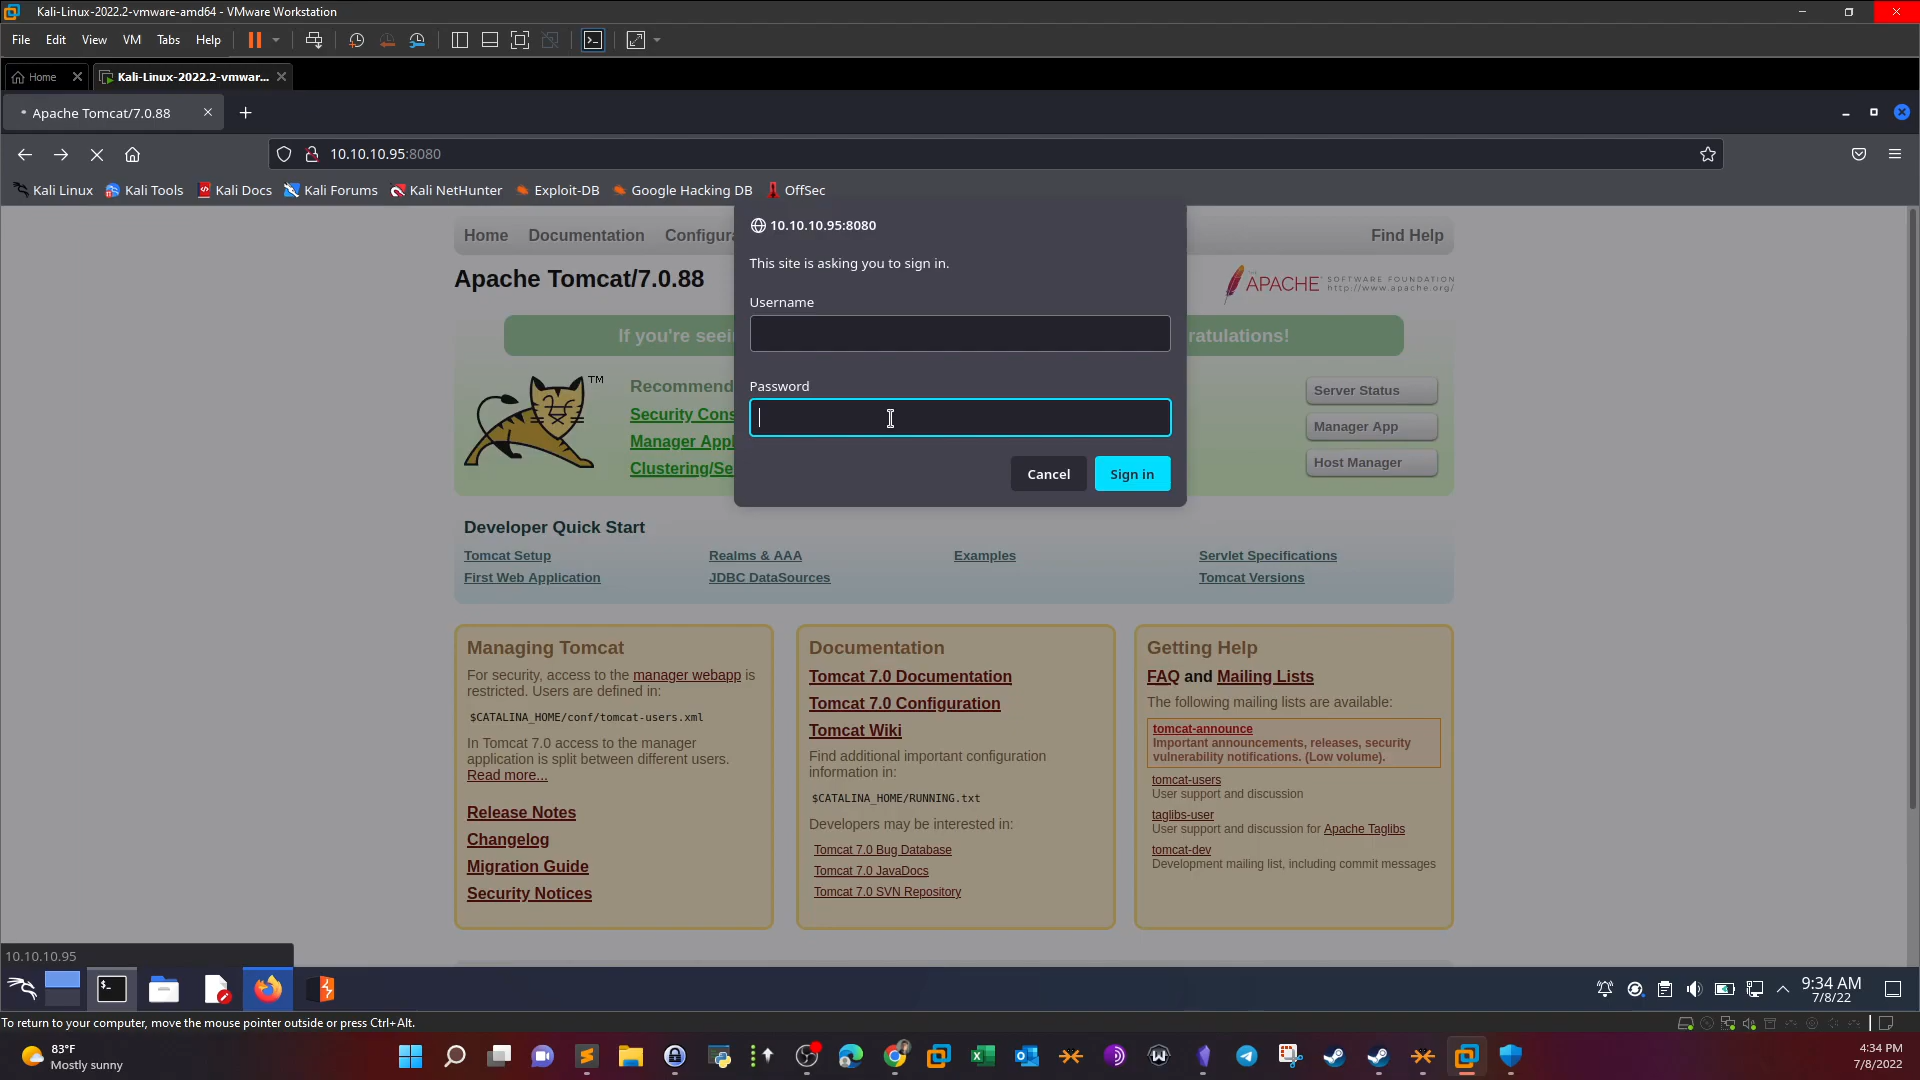 Kali-Linux-2022.2-vmware-amd64 - VMware Workstation
File Edit View VM Tabs Help
Home Kali-Linux-2022.2-vmwar...
Apache Tomcat/7.0.88
10.10.10.95:8080
Kali Linux Kali Tools Kali Docs Kali Forums Kali NetHunter Exploit-DB Google Hacking DB OffSec
10.10.10.95:8080
This site is asking you to sign in.
Username
Password
Cancel Sign in
Home Documentation Configura Find Help
Apache Tomcat/7.0.88
APACHE SOFTWARE FOUNDATION
http://www.apache.org/
If you're seei ratulations!
TM
Recommend
Security Cons
Manager Appl
Clustering/Se
Server Status
Manager App
Host Manager
Developer Quick Start
Tomcat Setup
First Web Application
Realms & AAA
JDBC DataSources
Examples
Servlet Specifications
Tomcat Versions
Managing Tomcat
For security, access to the manager webapp is
restricted. Users are defined in:
$CATALINA_HOME/conf/tomcat-users.xml
In Tomcat 7.0 access to the manager
application is split between different users.
Read more...
Release Notes
Changelog
Migration Guide
Security Notices
Documentation
Tomcat 7.0 Documentation
Tomcat 7.0 Configuration
Tomcat Wiki
Find additional important configuration
information in:
$CATALINA_HOME/RUNNING.txt
Developers may be interested in:
Tomcat 7.0 Bug Database
Tomcat 7.0 JavaDocs
Tomcat 7.0 SVN Repository
Getting Help
FAQ and Mailing Lists
The following mailing lists are available:
tomcat-announce
Important announcements, releases, security
vulnerability notifications. (Low volume).
tomcat-users
User support and discussion
taglibs-user
User support and discussion for Apache Taglibs
tomcat-dev
Development mailing list, including commit messages
10.10.10.95
9:34 AM
7/8/22
To return to your computer, move the mouse pointer outside or press Ctrl+Alt.
83°F
Mostly sunny
4:34 PM
7/8/2022